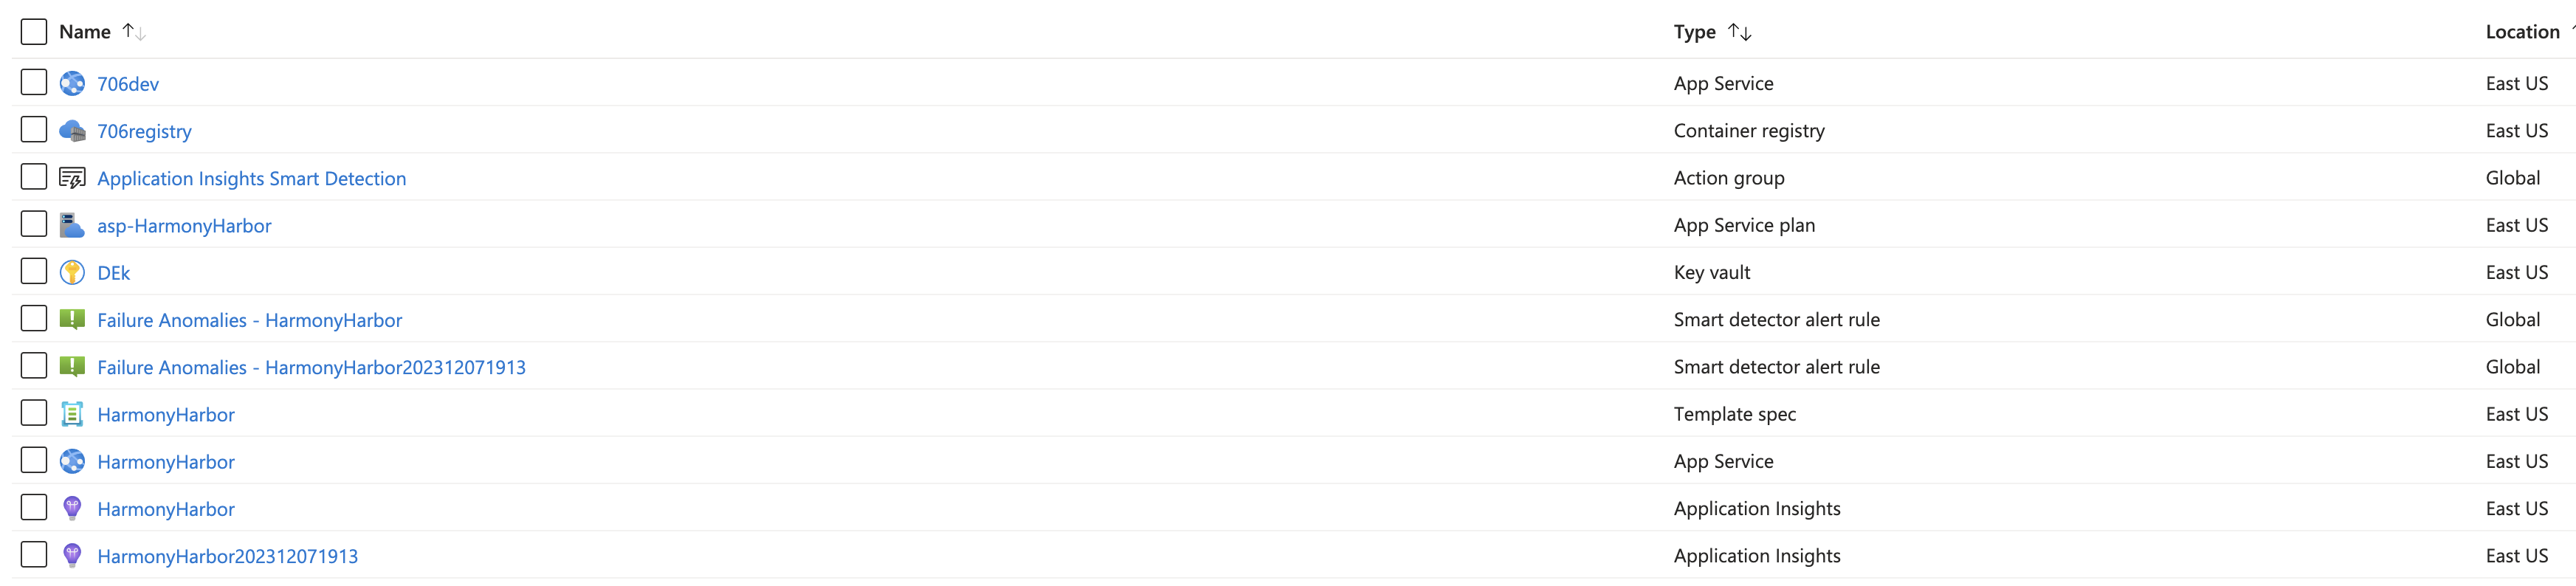 Name ↑↓ Type ↑↓ Location ↑
706dev App Service East US
706registry Container registry East US
Application Insights Smart Detection Action group Global
asp-HarmonyHarbor App Service plan East US
DEk Key vault East US
Failure Anomalies - HarmonyHarbor Smart detector alert rule Global
Failure Anomalies - HarmonyHarbor202312071913 Smart detector alert rule Global
HarmonyHarbor Template spec East US
HarmonyHarbor App Service East US
HarmonyHarbor Application Insights East US
HarmonyHarbor202312071913 Application Insights East US